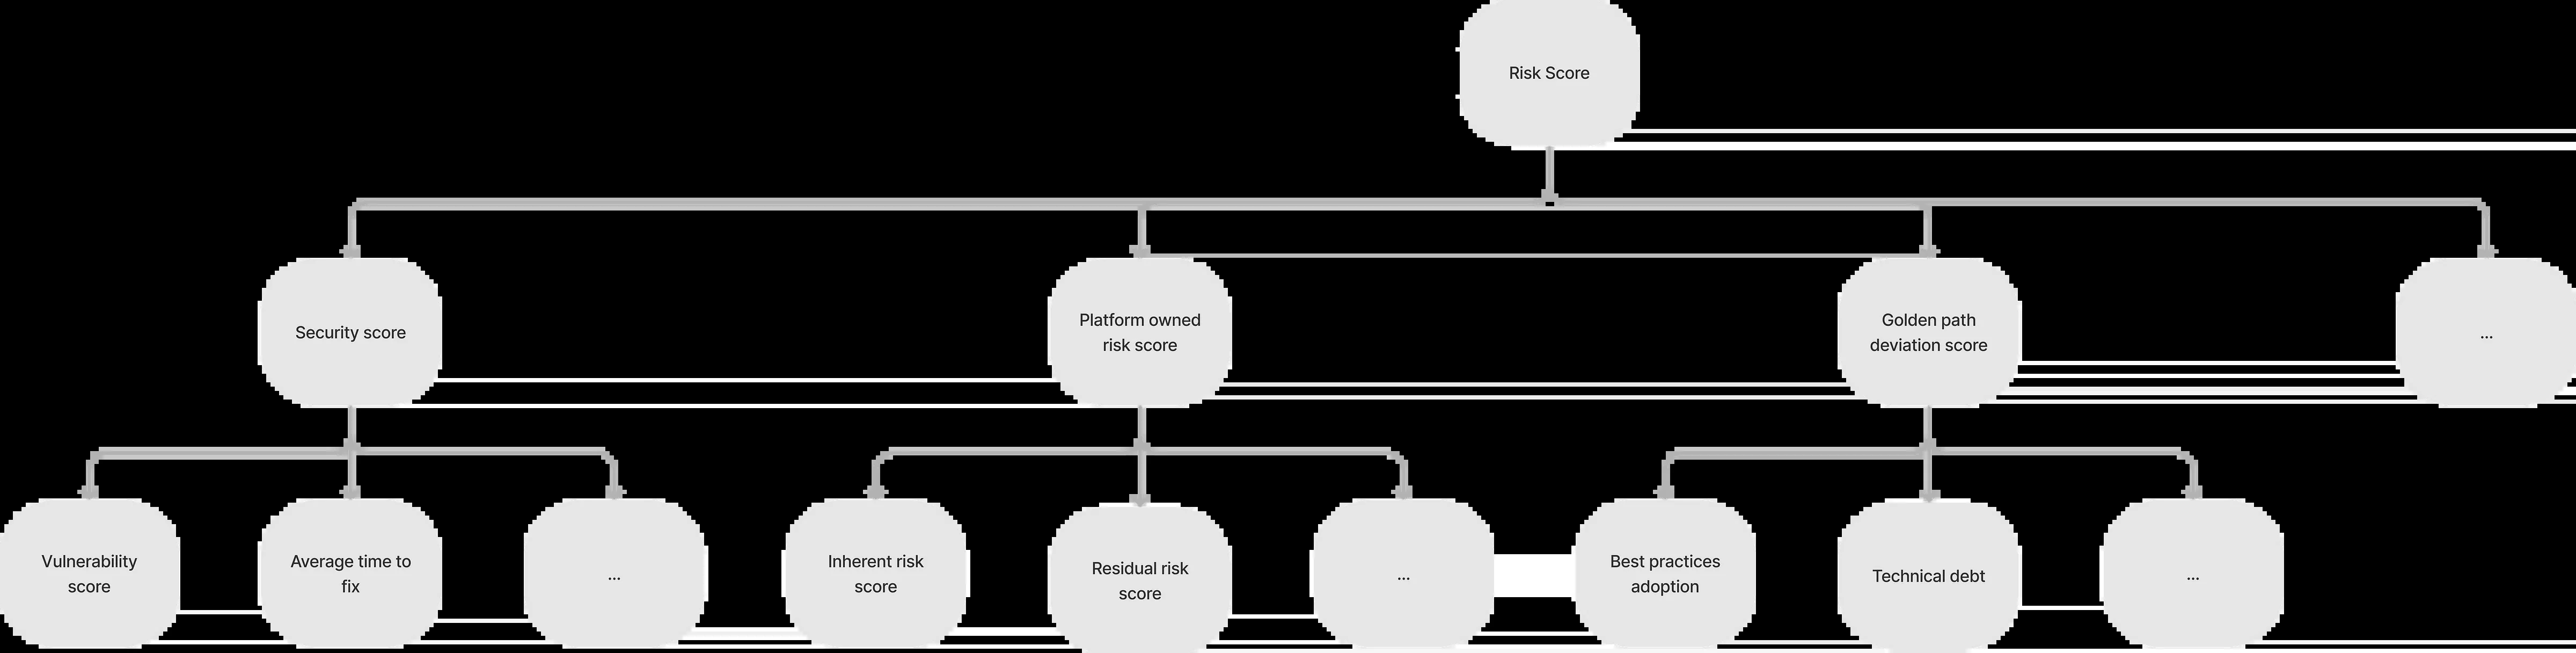 Risk Score
Security score
Platform owned
risk score
Golden path
deviation score
...
Vulnerability
score
Average time to
fix
...
Inherent risk
score
Residual risk
score
...
Best practices
adoption
Technical debt
...